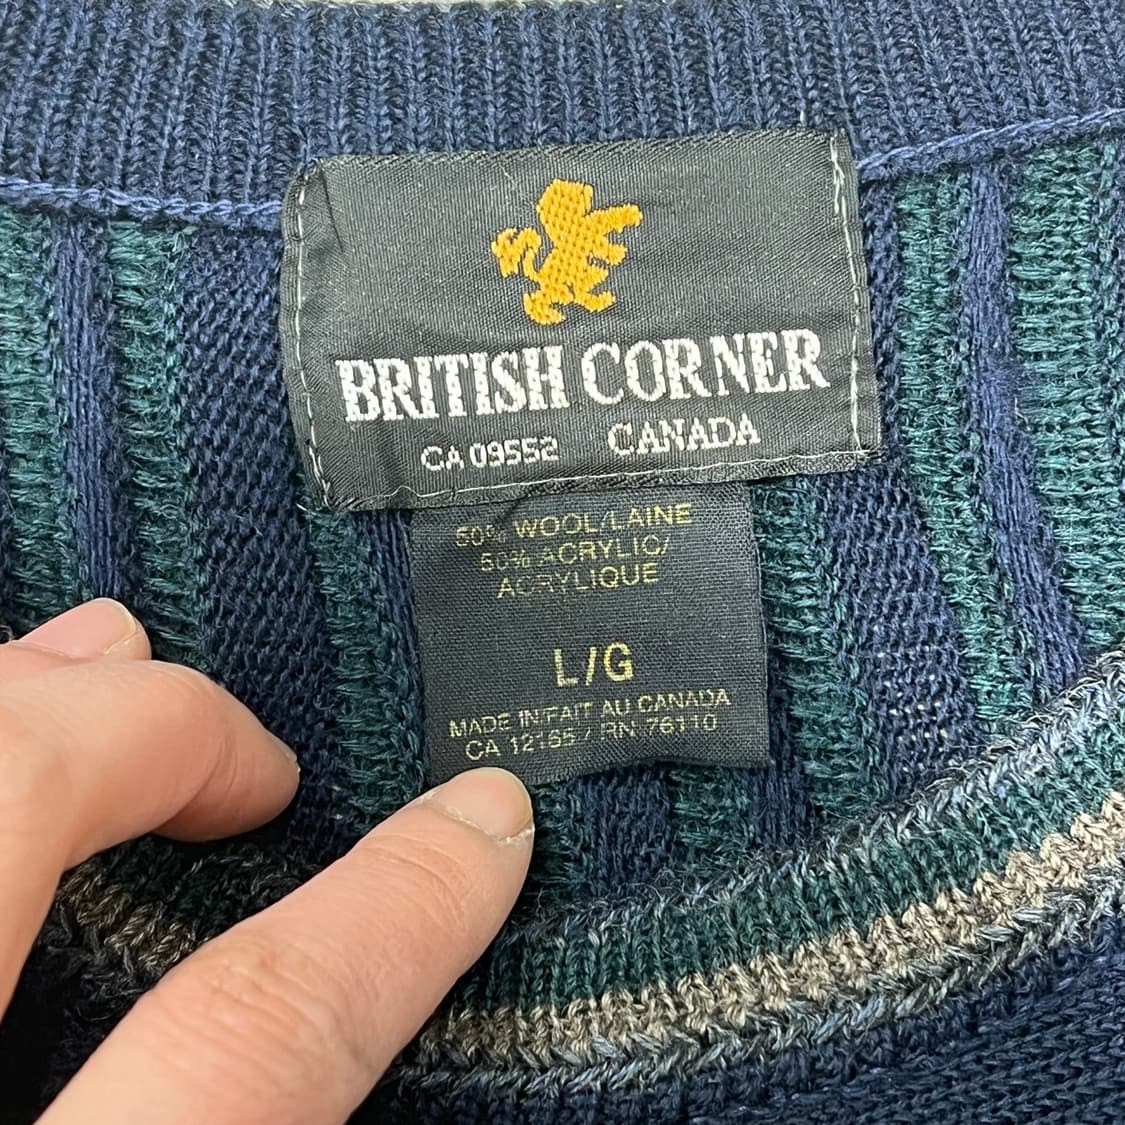 BRITISH CORNER
CA 09552 CANADA
50% WOOL/LAINE
50% ACRYLIC/
ACRYLIQUE
L/G
MADE IN/FAIT AU CANADA
CA 12165 / RN 76110